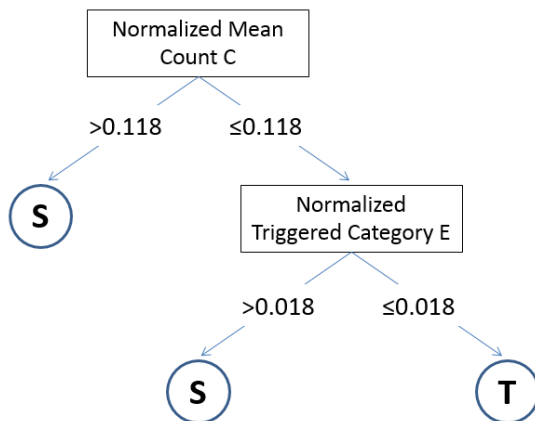 Normalized Mean
Count C
>0.118
≤0.118
S
Normalized
Triggered Category E
>0.018
≤0.018
S
T